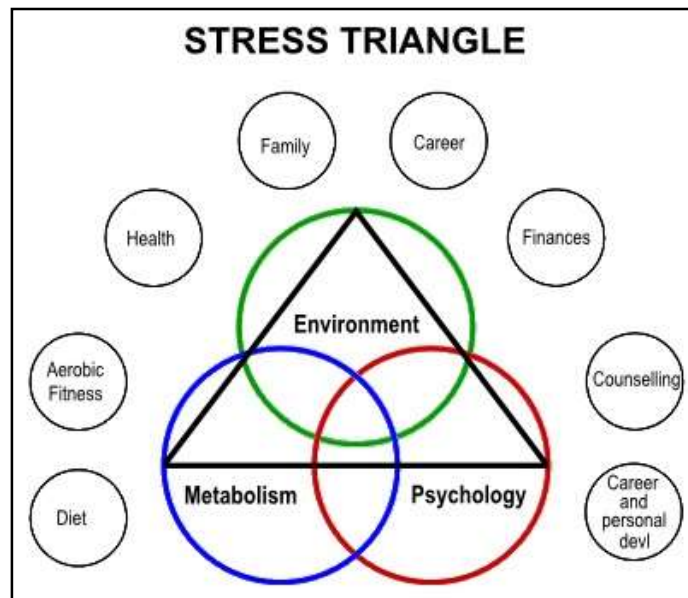 STRESS TRIANGLE
Family
Career
Health
Finances
Environment
Aerobic
Fitness
Counselling
Metabolism
Psychology
Diet
Career
and
personal
devl